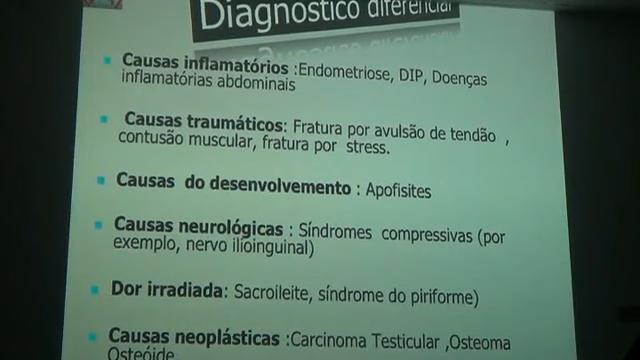 Diagnostico diferencial
Causas inflamatórios :Endometriose, DIP, Doenças
inflamatórias abdominais
Causas traumáticos: Fratura por avulsão de tendão ,
contusão muscular, fratura por stress.
Causas do desenvolvemento : Apofisites
Causas neurológicas : Síndromes compressivas (por
exemplo, nervo ilioinguinal)
Dor irradiada: Sacroileite, síndrome do piriforme)
Causas neoplásticas :Carcinoma Testicular ,Osteoma
Osteóide